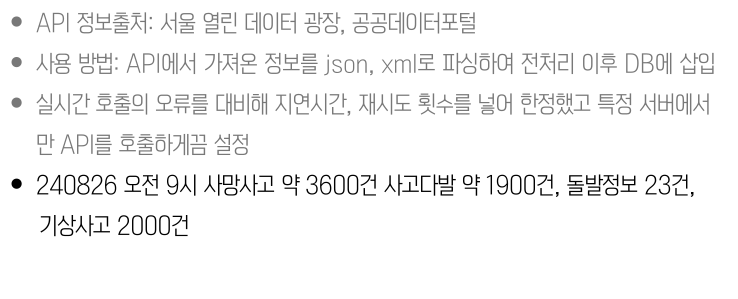 • API 정보출처: 서울 열린 데이터 광장, 공공데이터포털
• 사용 방법: API에서 가져온 정보를 json, xml로 파싱하여 전처리 이후 DB에 삽입
• 실시간 호출의 오류를 대비해 지연시간, 재시도 횟수를 넣어 한정했고 특정 서버에서
만 API를 호출하게끔 설정
• 240826 오전 9시 사망사고 약 3600건 사고다발 약 1900건, 돌발정보 23건,
기상사고 2000건